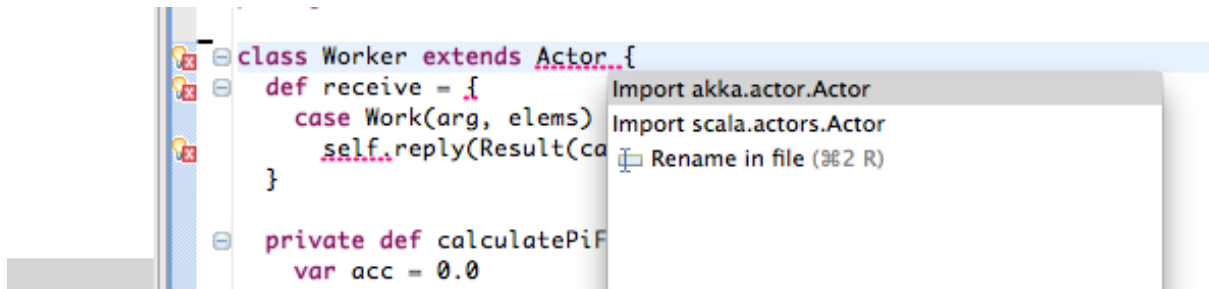 class Worker extends Actor {
def receive = {
case Work(arg, elems)
self.reply(Result(ca
}
private def calculatePiF
var acc = 0.0
Import akka.actor.Actor
Import scala.actors.Actor
Rename in file (⌘2 R)